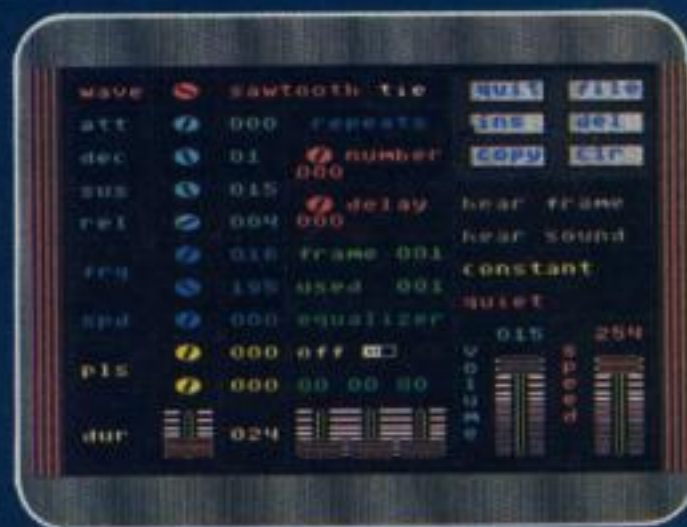 wave sawtooth tie quit file
att 000 repeats ins del
dec 01 number copy clr
000
sus 015 delay hear frame
rel 004 000
hear sound
frq 016 frame 001 constant
195 used 001 quiet
spd 000 equalizer 015 254
pls 000 off volume speed
000 00 00 00
dur 024